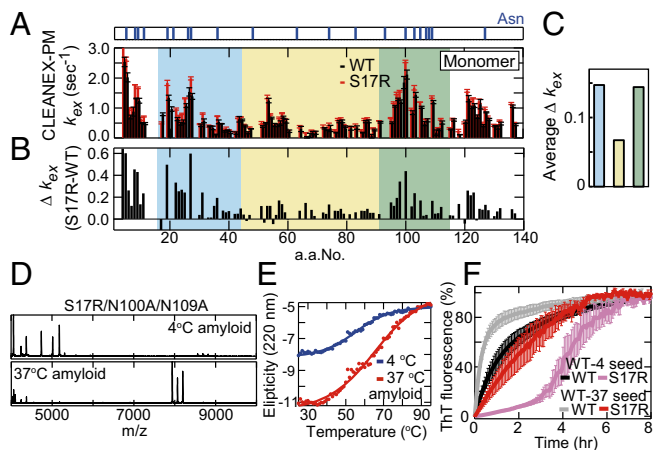 A
Asn
C
CLEANEX-PM
k_ex (sec⁻¹)
3.0
2.0
1.0
WT
S17R
Monomer
B
Δ k_ex
(S17R-WT)
0.6
0.4
0.2
0.0
20 40 60 80 100 120 140
a.a.No.
Average Δ k_ex
0.1
0
D
S17R/N100A/N109A
4°C amyloid
37°C amyloid
5000 7000 9000
m/z
E
Elipticity (220 nm)
-5
-7
-9
-11
4 °C
37 °C
amyloid
30 50 70 90
Temperature (°C)
F
ThT fluorescence (%)
80
40
0
WT-4 seed
WT S17R
WT-37 seed
WT S17R
0 2 4 6 8
Time (hr)